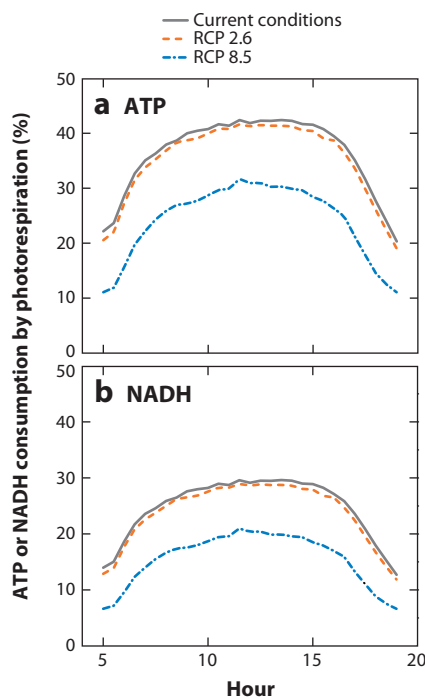 Current conditions
RCP 2.6
RCP 8.5
ATP or NADH consumption by photorespiration (%)
a ATP
50
40
30
20
10
0
b NADH
50
40
30
20
10
0
5 10 15 20
Hour